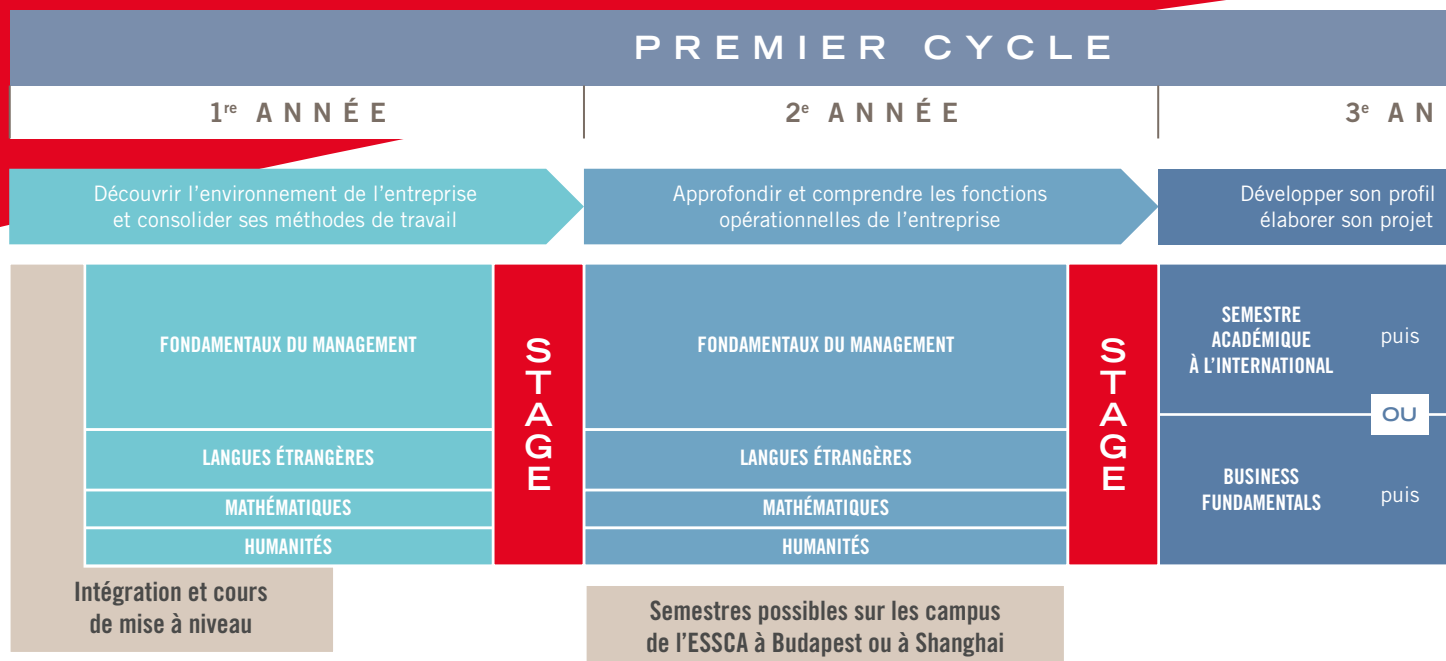 PREMIER CYCLE
1re ANNÉE
2e ANNÉE
3e AN
Découvrir l’environnement de l’entreprise
et consolider ses méthodes de travail
Approfondir et comprendre les fonctions
opérationnelles de l’entreprise
Développer son profil
élaborer son projet
FONDAMENTAUX DU MANAGEMENT
LANGUES ÉTRANGÈRES
MATHÉMATIQUES
HUMANITÉS
STAGE
FONDAMENTAUX DU MANAGEMENT
LANGUES ÉTRANGÈRES
MATHÉMATIQUES
HUMANITÉS
STAGE
SEMESTRE
ACADÉMIQUE
À L’INTERNATIONAL
puis
OU
BUSINESS
FUNDAMENTALS
puis
Intégration et cours
de mise à niveau
Semestres possibles sur les campus
de l’ESSCA à Budapest ou à Shanghai